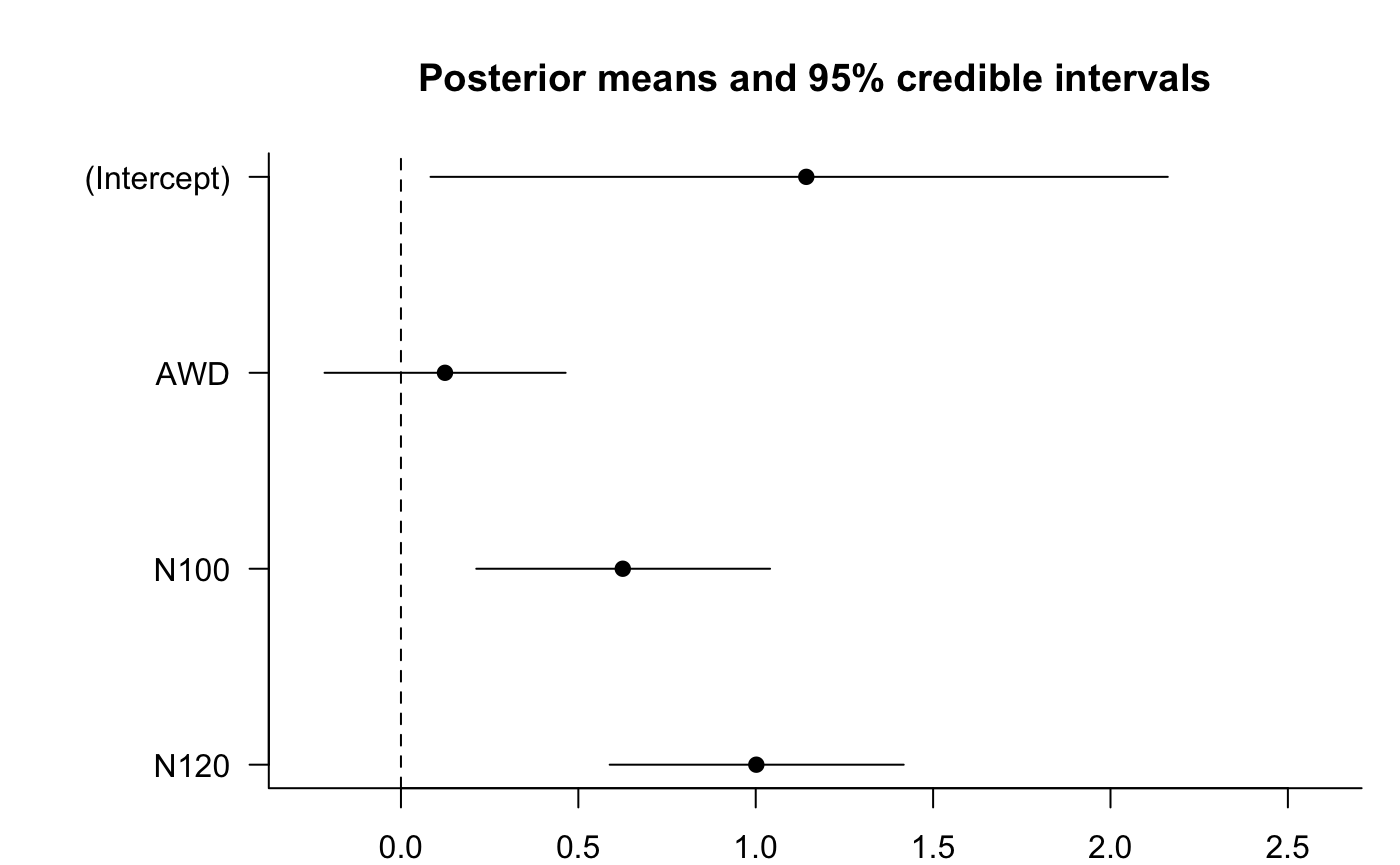 Posterior means and 95% credible intervals
(Intercept)
AWD
N100
N120
0.0 0.5 1.0 1.5 2.0 2.5